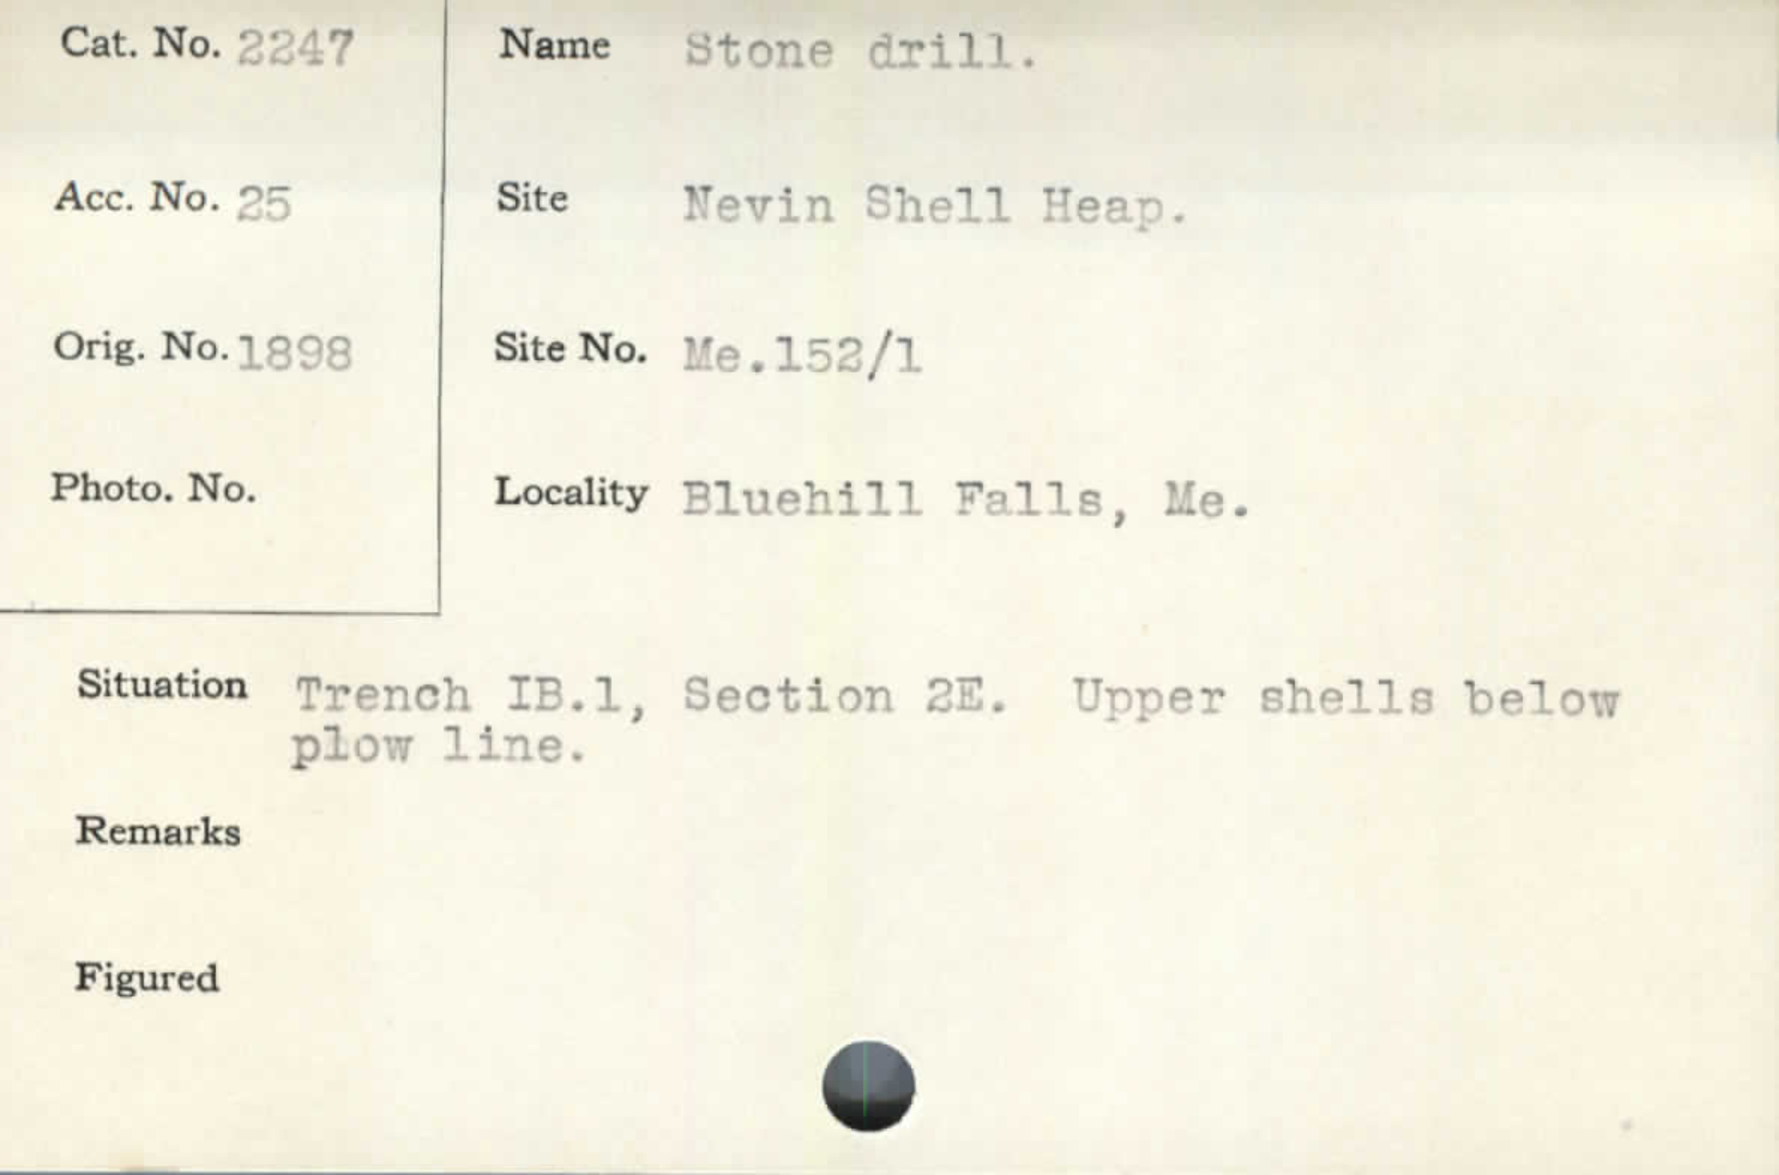 Cat. No. 2247
Name Stone drill.
Acc. No. 25
Site Nevin Shell Heap.
Orig. No. 1898
Site No. Me.152/1
Photo. No.
Locality Bluehill Falls, Me.
Situation Trench IB.1, Section 2E. Upper shells below
plow line.
Remarks
Figured